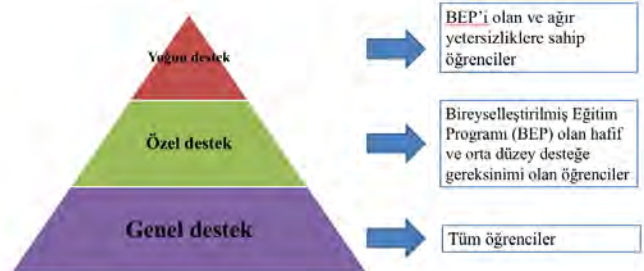 Yoğun destek
BEP'i olan ve ağır
yetersizliklere sahip
öğrenciler
Özel destek
Bireyselleştirilmiş Eğitim
Programı (BEP) olan hafif
ve orta düzey desteğe
gereksinimi olan öğrenciler
Genel destek
Tüm öğrenciler